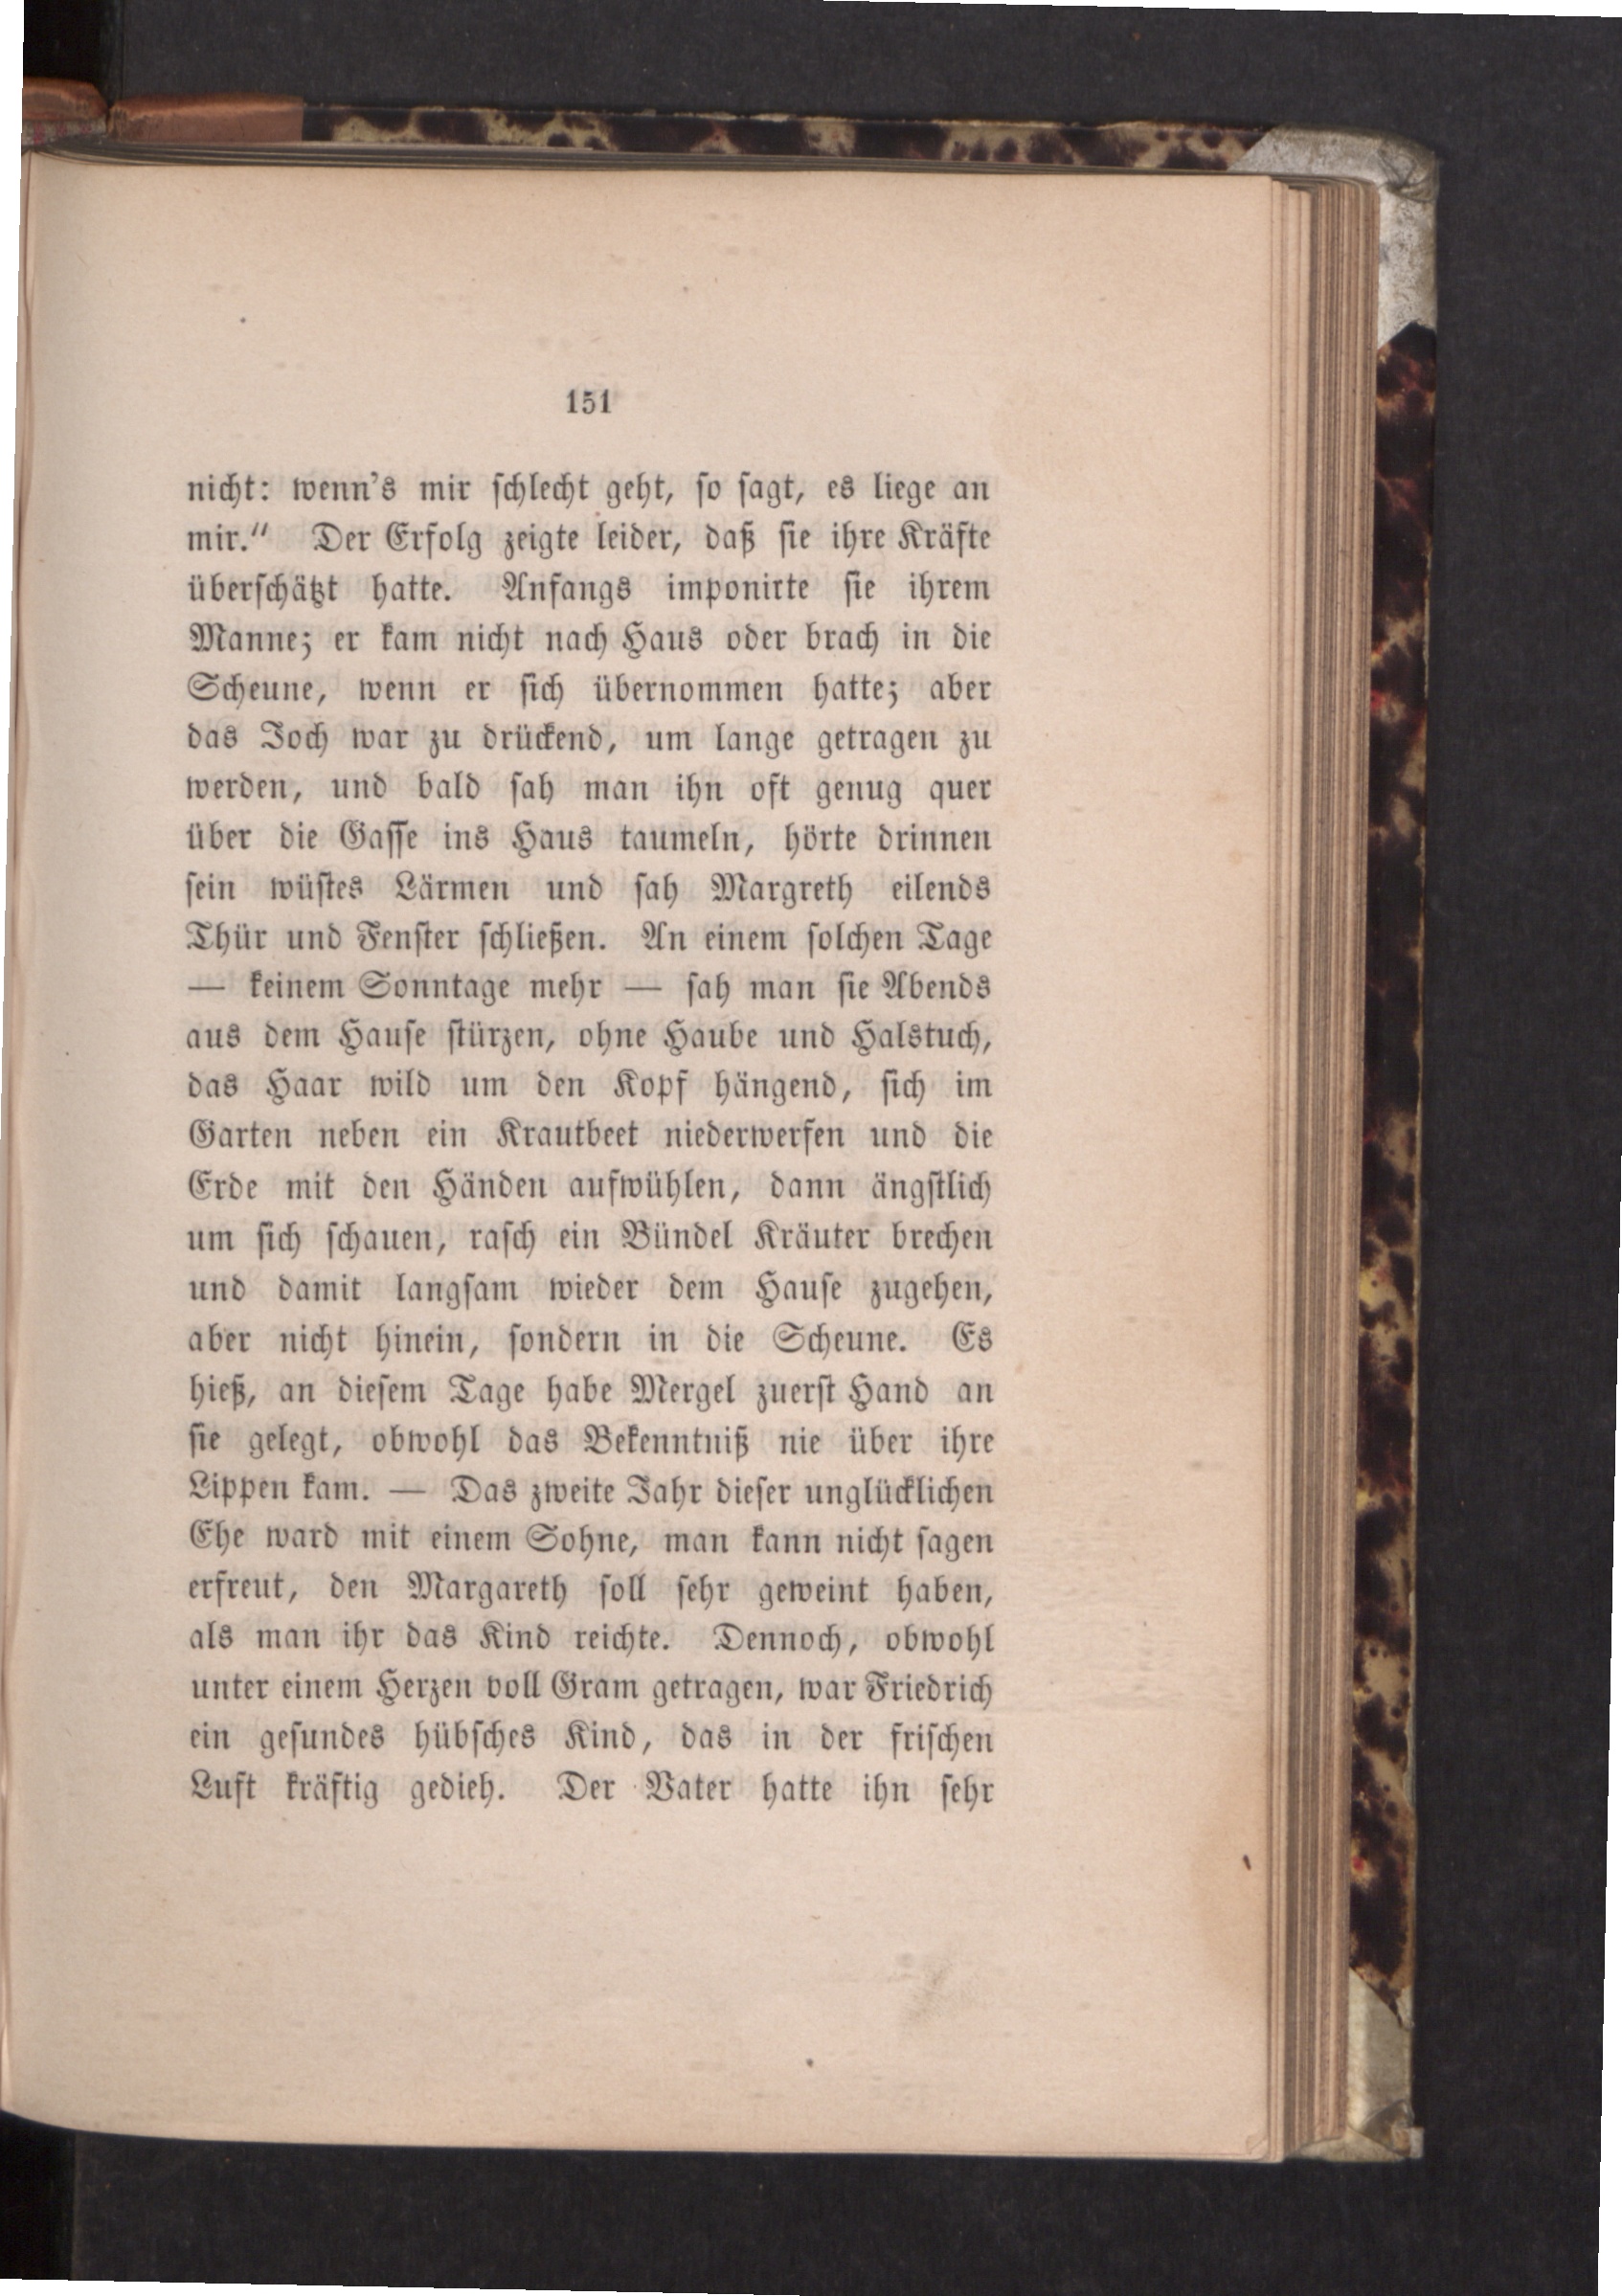 151
nicht: wenn's mir ſchlecht geht, ſo ſagt, es liege an
mir.“ Der Erfolg zeigte leider, daß ſie ihre Kräfte
überſchätzt hatte. Anfangs imponirte ſie ihrem
Manne; er kam nicht nach Haus oder brach in die
Scheune, wenn er ſich übernommen hatte; aber
das Joch war zu drückend, um lange getragen zu
werden, und bald ſah man ihn oft genug quer
über die Gaſſe ins Haus taumeln, hörte drinnen
ſein wüſtes Lärmen und ſah Margreth eilends
Thür und Fenſter ſchließen. An einem ſolchen Tage
— keinem Sonntage mehr — ſah man ſie Abends
aus dem Hauſe ſtürzen, ohne Haube und Halstuch,
das Haar wild um den Kopf hängend, ſich im
Garten neben ein Krautbeet niederwerfen und die
Erde mit den Händen aufwühlen, dann ängſtlich
um ſich ſchauen, raſch ein Bündel Kräuter brechen
und damit langſam wieder dem Hauſe zugehen,
aber nicht hinein, ſondern in die Scheune. Es
hieß, an dieſem Tage habe Mergel zuerſt Hand an
ſie gelegt, obwohl das Bekenntniß nie über ihre
Lippen kam. — Das zweite Jahr dieſer unglücklichen
Ehe ward mit einem Sohne, man kann nicht ſagen
erfreut, den Margareth ſoll ſehr geweint haben,
als man ihr das Kind reichte. Dennoch, obwohl
unter einem Herzen voll Gram getragen, war Friedrich
ein geſundes hübſches Kind, das in der friſchen
Luft kräftig gedieh. Der Vater hatte ihn ſehr